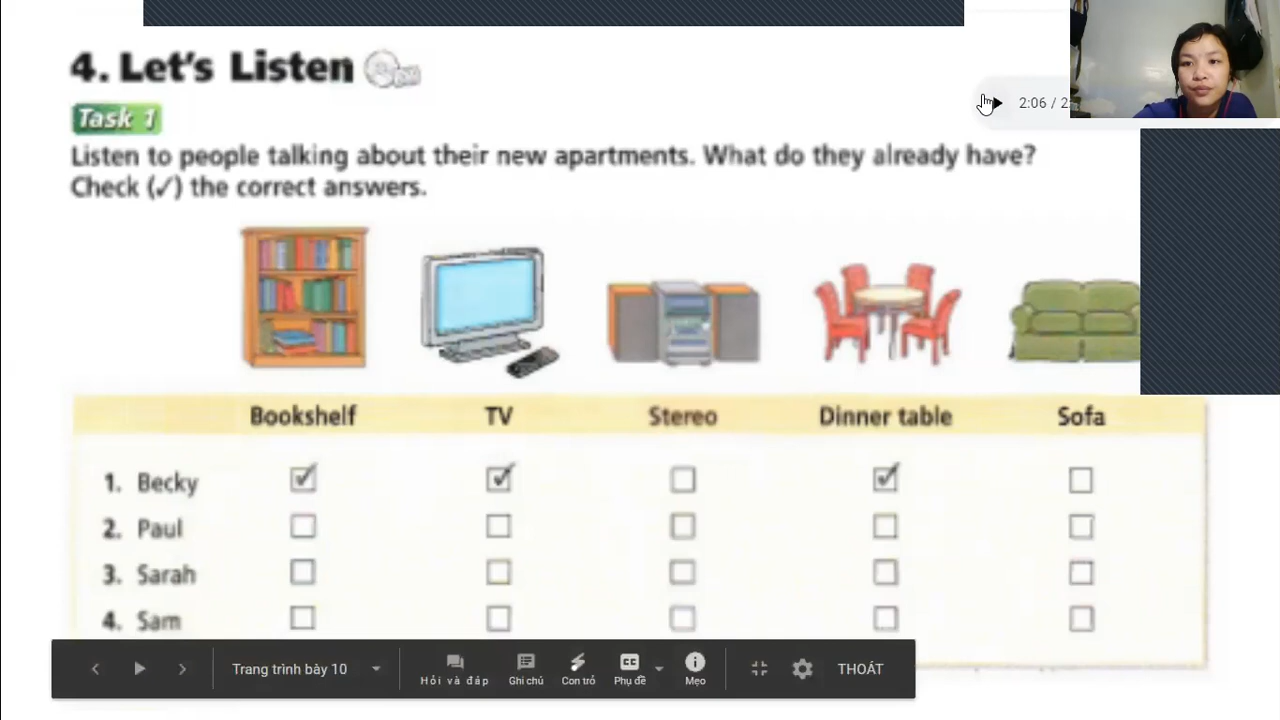 4. Let's Listen
2:06 / 2
Task 1
Listen to people talking about their new apartments. What do they already have?
Check (✓) the correct answers.
Bookshelf TV Stereo Dinner table Sofa
1. Becky
2. Paul
3. Sarah
4. Sam
Trang trình bày 10
Hỏi và đáp Ghi chú Con trỏ Phụ đề Mẹo
THOÁT